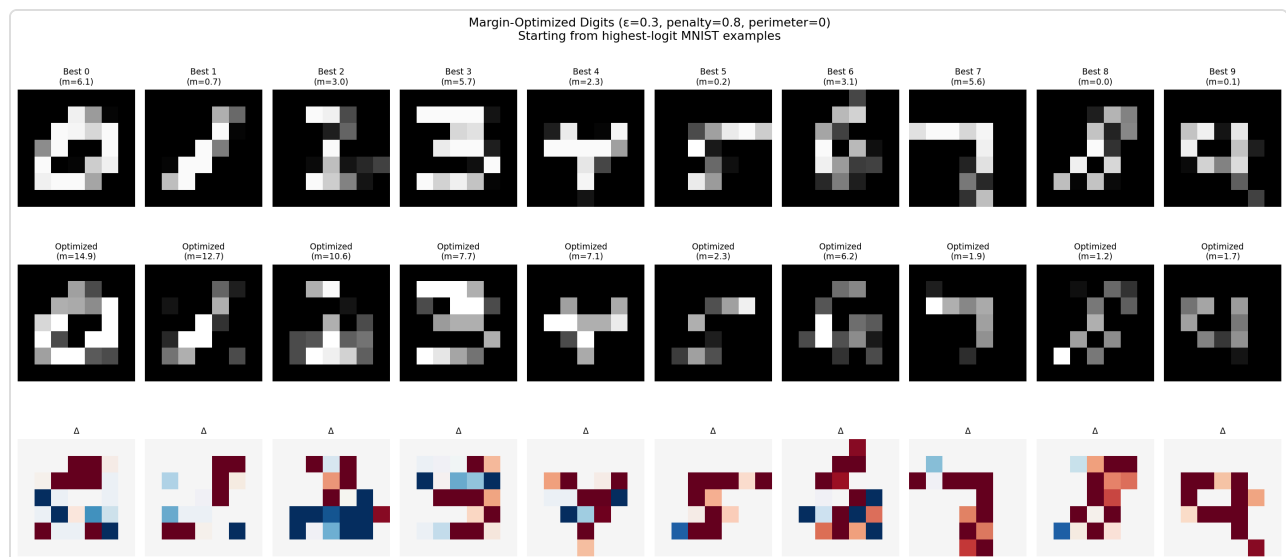 Margin-Optimized Digits (ε=0.3, penalty=0.8, perimeter=0)
Starting from highest-logit MNIST examples
Best 0 Best 1 Best 2 Best 3 Best 4 Best 5 Best 6 Best 7 Best 8 Best 9
(m=6.1) (m=0.7) (m=3.0) (m=5.7) (m=2.3) (m=0.2) (m=3.1) (m=5.6) (m=0.0) (m=0.1)
Optimized Optimized Optimized Optimized Optimized Optimized Optimized Optimized Optimized Optimized
(m=14.9) (m=12.7) (m=10.6) (m=7.7) (m=7.1) (m=2.3) (m=6.2) (m=1.9) (m=1.2) (m=1.7)
Δ Δ Δ Δ Δ Δ Δ Δ Δ Δ